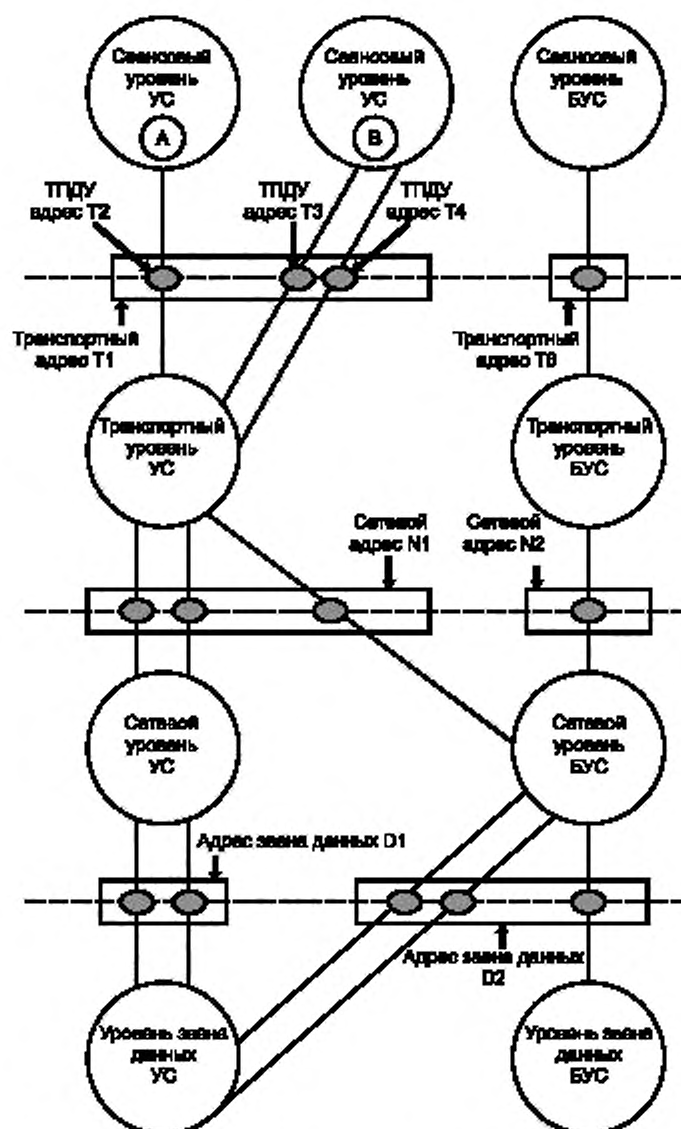 Сеансовый
уровень
УС
A
Сеансовый
уровень
УС
B
Сеансовый
уровень
БУС
ТПДУ
адрес Т2
ТПДУ
адрес Т3
ТПДУ
адрес Т4
Транспортный
адрес Т1
Транспортный
адрес Т6
Транспортный
уровень
УС
Транспортный
уровень
БУС
Сетевой
адрес N1
Сетевой
адрес N2
Сетевой
уровень
УС
Сетевой
уровень
БУС
Адрес звена данных D1
Адрес звена данных
D2
Уровень звена
данных
УС
Уровень звена
данных
БУС